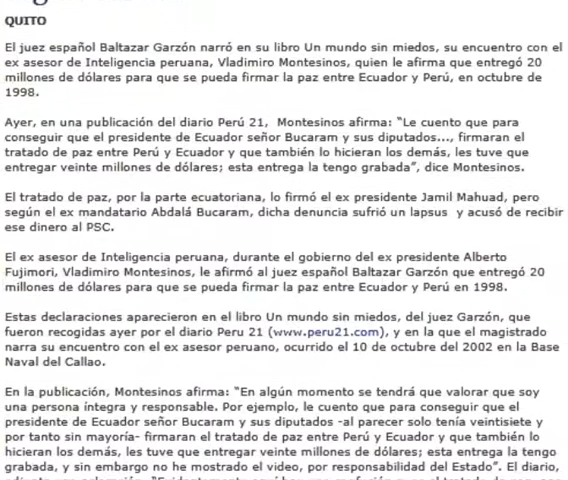 QUITO
El juez español Baltazar Garzón narró en su libro Un mundo sin miedos, su encuentro con el
ex asesor de Inteligencia peruana, Vladimiro Montesinos, quien le afirma que entregó 20
millones de dólares para que se pueda firmar la paz entre Ecuador y Perú, en octubre de
1998.
Ayer, en una publicación del diario Perú 21, Montesinos afirma: “Le cuento que para
conseguir que el presidente de Ecuador señor Bucaram y sus diputados..., firmaran el
tratado de paz entre Perú y Ecuador y que también lo hicieran los demás, les tuve que
entregar veinte millones de dólares; esta entrega la tengo grabada”, dice Montesinos.
El tratado de paz, por la parte ecuatoriana, lo firmó el ex presidente Jamil Mahuad, pero
según el ex mandatario Abdalá Bucaram, dicha denuncia sufrió un lapsus y acusó de recibir
ese dinero al PSC.
El ex asesor de Inteligencia peruana, durante el gobierno del ex presidente Alberto
Fujimori, Vladimiro Montesinos, le afirmó al juez español Baltazar Garzón que entregó 20
millones de dólares para que se pueda firmar la paz entre Ecuador y Perú en 1998.
Estas declaraciones aparecieron en el libro Un mundo sin miedos, del juez Garzón, que
fueron recogidas ayer por el diario Peru 21 (www.peru21.com), y en la que el magistrado
narra su encuentro con el ex asesor peruano, ocurrido el 10 de octubre del 2002 en la Base
Naval del Callao.
En la publicación, Montesinos afirma: “En algún momento se tendrá que valorar que soy
una persona íntegra y responsable. Por ejemplo, le cuento que para conseguir que el
presidente de Ecuador señor Bucaram y sus diputados -al parecer solo tenía veintisiete y
por tanto sin mayoría- firmaran el tratado de paz entre Perú y Ecuador y que también lo
hicieran los demás, les tuve que entregar veinte millones de dólares; esta entrega la tengo
grabada, y sin embargo no he mostrado el video, por responsabilidad del Estado”. El diario,